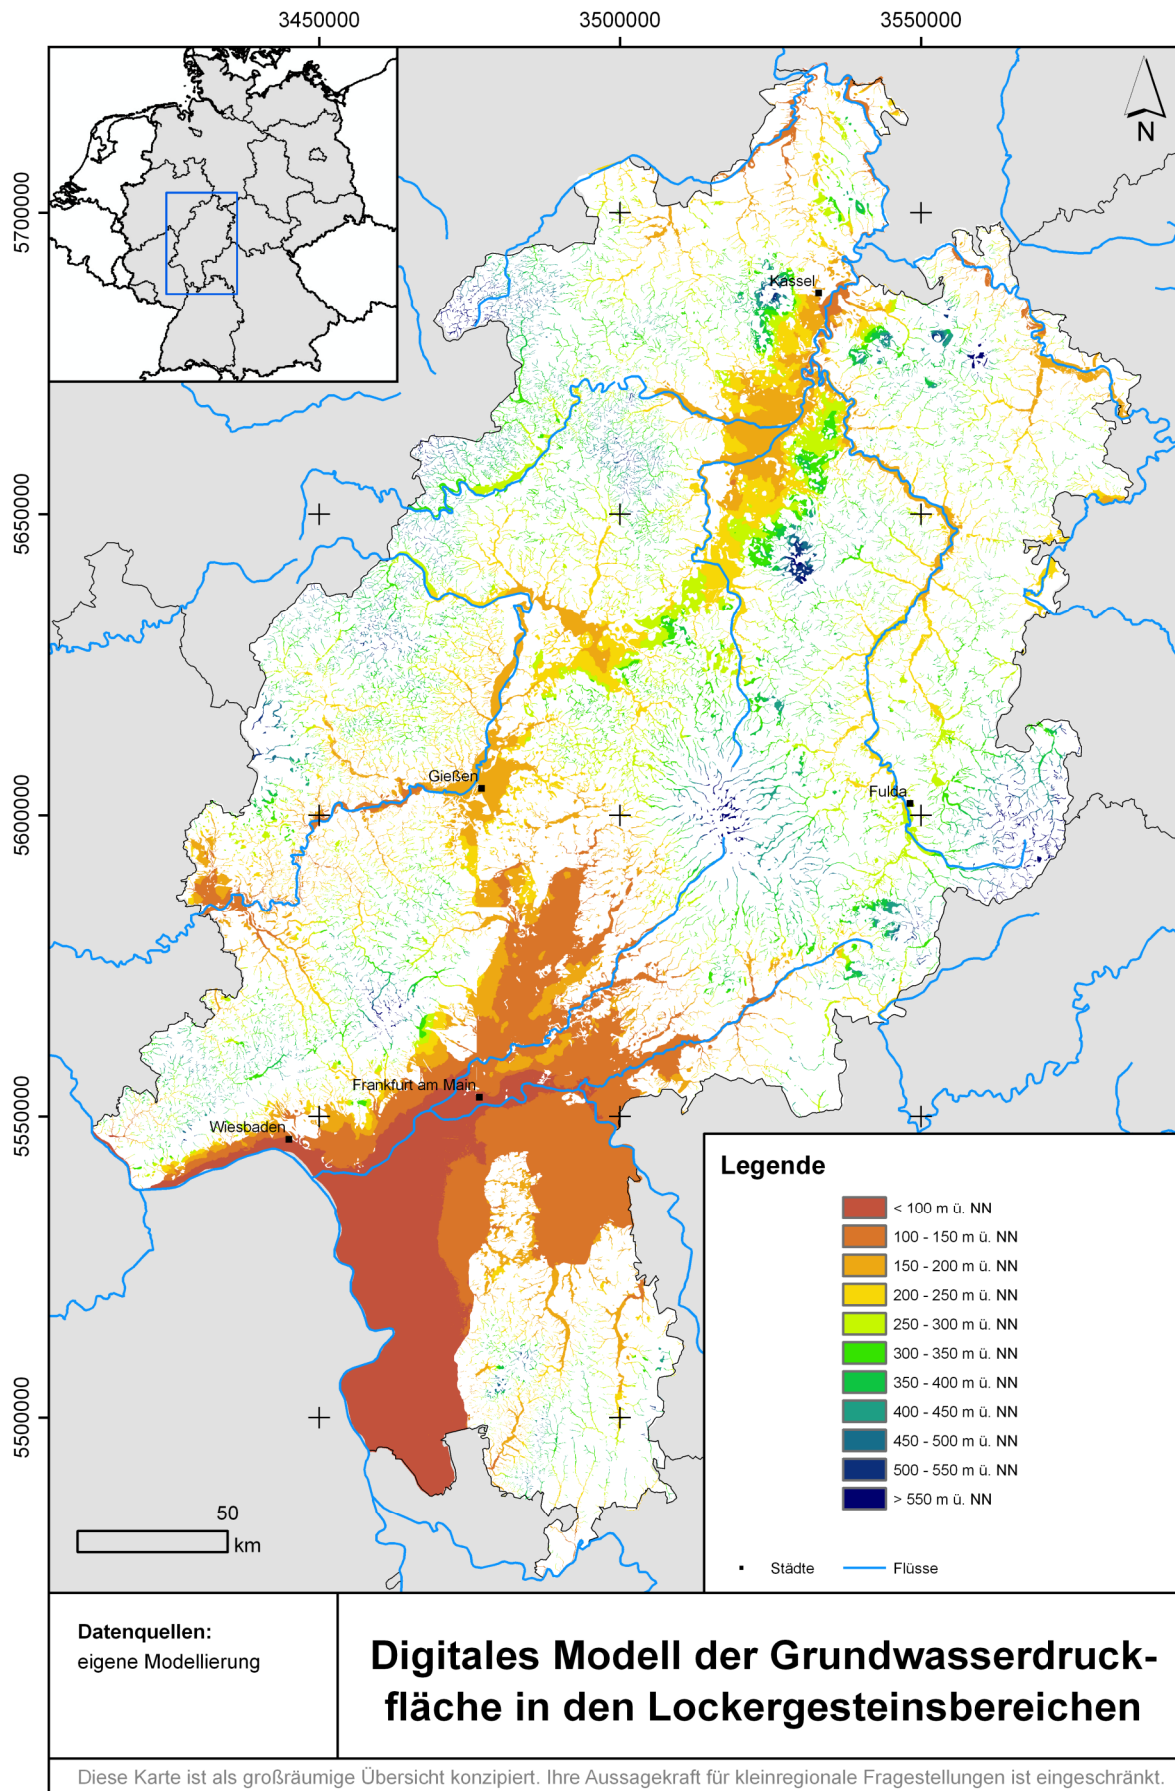 3450000 3500000 3550000
N
5700000
5650000
5600000
5550000
5500000
Kassel
Gießen
Fulda
Frankfurt am Main
Wiesbaden
Legende
< 100 m ü. NN
100 - 150 m ü. NN
150 - 200 m ü. NN
200 - 250 m ü. NN
250 - 300 m ü. NN
300 - 350 m ü. NN
350 - 400 m ü. NN
400 - 450 m ü. NN
450 - 500 m ü. NN
500 - 550 m ü. NN
> 550 m ü. NN
Städte Flüsse
50
km
Datenquellen:
eigene Modellierung
Digitales Modell der Grundwasserdruck-
fläche in den Lockergesteinsbereichen
Diese Karte ist als großräumige Übersicht konzipiert. Ihre Aussagekraft für kleinregionale Fragestellungen ist eingeschränkt.